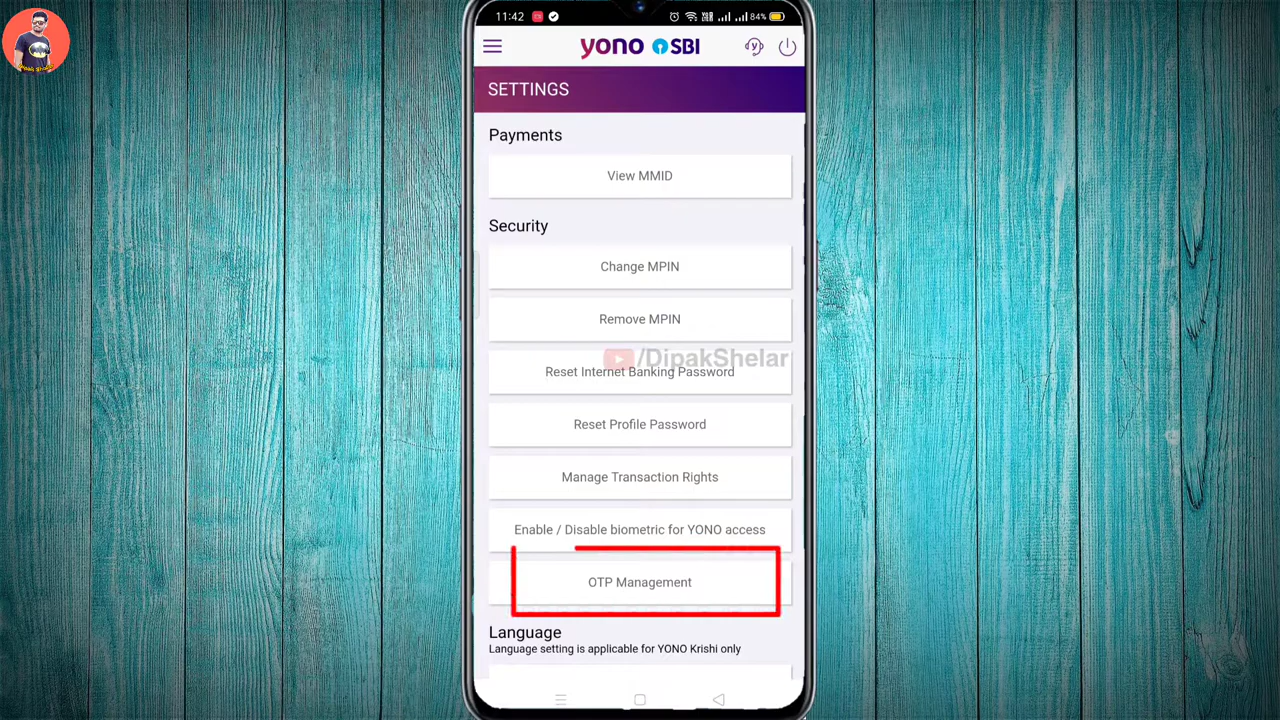 11:42
84%
yono SBI
SETTINGS
Payments
View MMID
Security
Change MPIN
Remove MPIN
/DipakShelar
Reset Internet Banking Password
Reset Profile Password
Manage Transaction Rights
Enable / Disable biometric for YONO access
OTP Management
Language
Language setting is applicable for YONO Krishi only